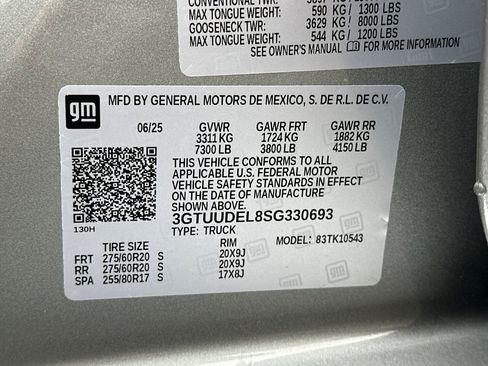 MAX TONGUE WEIGHT: 590 KG / 1300 LBS
GOOSENECK TWR: 3629 KG / 8000 LBS
MAX TONGUE WEIGHT: 544 KG / 1200 LBS
SEE OWNER'S MANUAL FOR MORE INFORMATION
gm MFD BY GENERAL MOTORS DE MEXICO, S. DE R.L. DE C.V.
06/25 GVWR GAWR FRT GAWR RR
3311 KG 1724 KG 1882 KG
7300 LB 3800 LB 4150 LB
THIS VEHICLE CONFORMS TO ALL
APPLICABLE U.S. FEDERAL MOTOR
VEHICLE SAFETY STANDARDS IN EFFECT
ON THE DATE OF MANUFACTURE
SHOWN ABOVE.
3GTUUDEL8SG330693
130H TYPE: TRUCK
TIRE SIZE RIM MODEL: 83TK10543
FRT 275/60R20 S 20X9J
RR 275/60R20 S 20X9J
SPA 255/80R17 S 17X8J